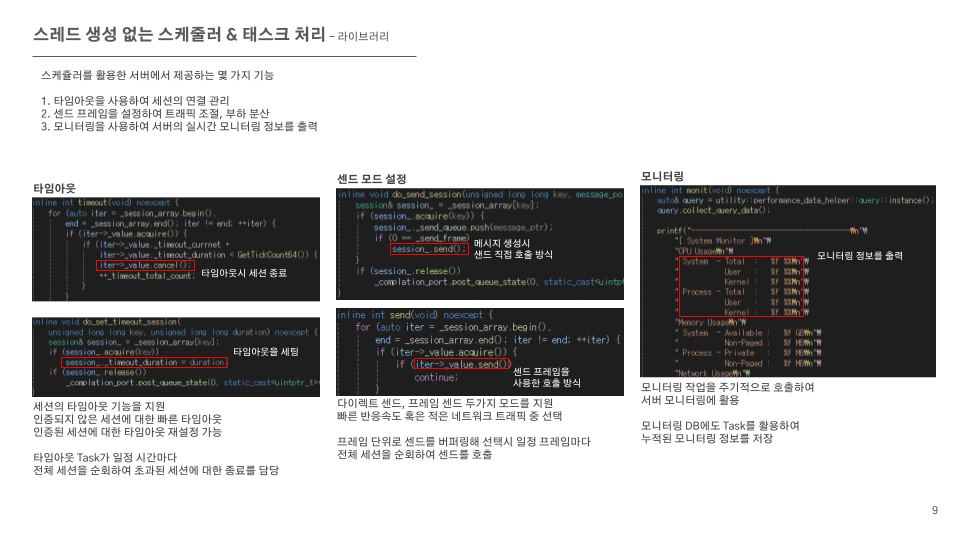 스레드 생성 없는 스케줄러 & 태스크 처리 – 라이브러리
스케쥴러를 활용한 서버에서 제공하는 몇 가지 기능
1. 타임아웃을 사용하여 세션의 연결 관리
2. 센드 프레임을 설정하여 트래픽 조절, 부하 분산
3. 모니터링을 사용하여 서버의 실시간 모니터링 정보를 출력
타임아웃
inline int timeout(void) noexcept {
for (auto iter = _session_array.begin(),
end = _session_array.end(); iter != end; ++iter) {
if (iter->_value.acquire()) {
if (iter->_value._timeout_currnet +
iter->_value._timeout_duration < GetTickCount64()) {
iter->_value.cancel();
++_timeout_total_count;
}
}
타임아웃시 세션 종료
inline void do_set_timeout_session(
unsigned long long key, unsigned long long duration) noexcept {
session& session_ = _session_array[key];
if (session_.acquire(key))
session_._timeout_duration = duration;
if (session_.release())
_complation_port.post_queue_state(0, static_cast<uintptr_t>(
타임아웃을 세팅
세션의 타임아웃 기능을 지원
인증되지 않은 세션에 대한 빠른 타임아웃
인증된 세션에 대한 타임아웃 재설정 가능
타임아웃 Task가 일정 시간마다
전체 세션을 순회하여 초과된 세션에 대한 종료를 담당
센드 모드 설정
inline void do_send_session(unsigned long long key, message_po
session& session_ = _session_array[key];
if (session_.acquire(key)) {
session_._send_queue.push(message_ptr);
if (0 == _send_frame)
session_.send();
}
if (session_.release())
_complation_port.post_queue_state(0, static_cast<uintpt
메시지 생성시
샌드 직접 호출 방식
inline int send(void) noexcept {
for (auto iter = _session_array.begin(),
end = _session_array.end(); iter != end; ++iter) {
if (iter->_value.acquire()) {
if (iter->_value.send())
continue;
}
센드 프레임을
사용한 호출 방식
다이렉트 센드, 프레임 센드 두가지 모드를 지원
빠른 반응속도 혹은 적은 네트워크 트래픽 중 선택
프레임 단위로 센드를 버퍼링해 선택시 일정 프레임마다
전체 세션을 순회하여 센드를 호출
모니터링
inline int monit(void) noexcept {
auto& query = utility::performance_data_helper::query::instance();
query.collect_query_data();
"[ System Monitor ]₩n"₩
"CPU Usage₩n"₩
" System - Total : %f %%₩n"₩
" User : %f %%₩n"₩
" Kernel : %f %%₩n"₩
" Process - Total : %f %%₩n"₩
" User : %f %%₩n"₩
" Kernel : %f %%₩n"₩
"Memory Usage₩n"₩
" System - Available : %f GB₩n"₩
" Non-Paged : %f MB₩n"₩
" Process - Private : %f MB₩n"₩
" Non-Paged : %f MB₩n"₩
"Network Usage₩n"₩
모니터링 정보를 출력
모니터링 작업을 주기적으로 호출하여
서버 모니터링에 활용
모니터링 DB에도 Task를 활용하여
누적된 모니터링 정보를 저장
9